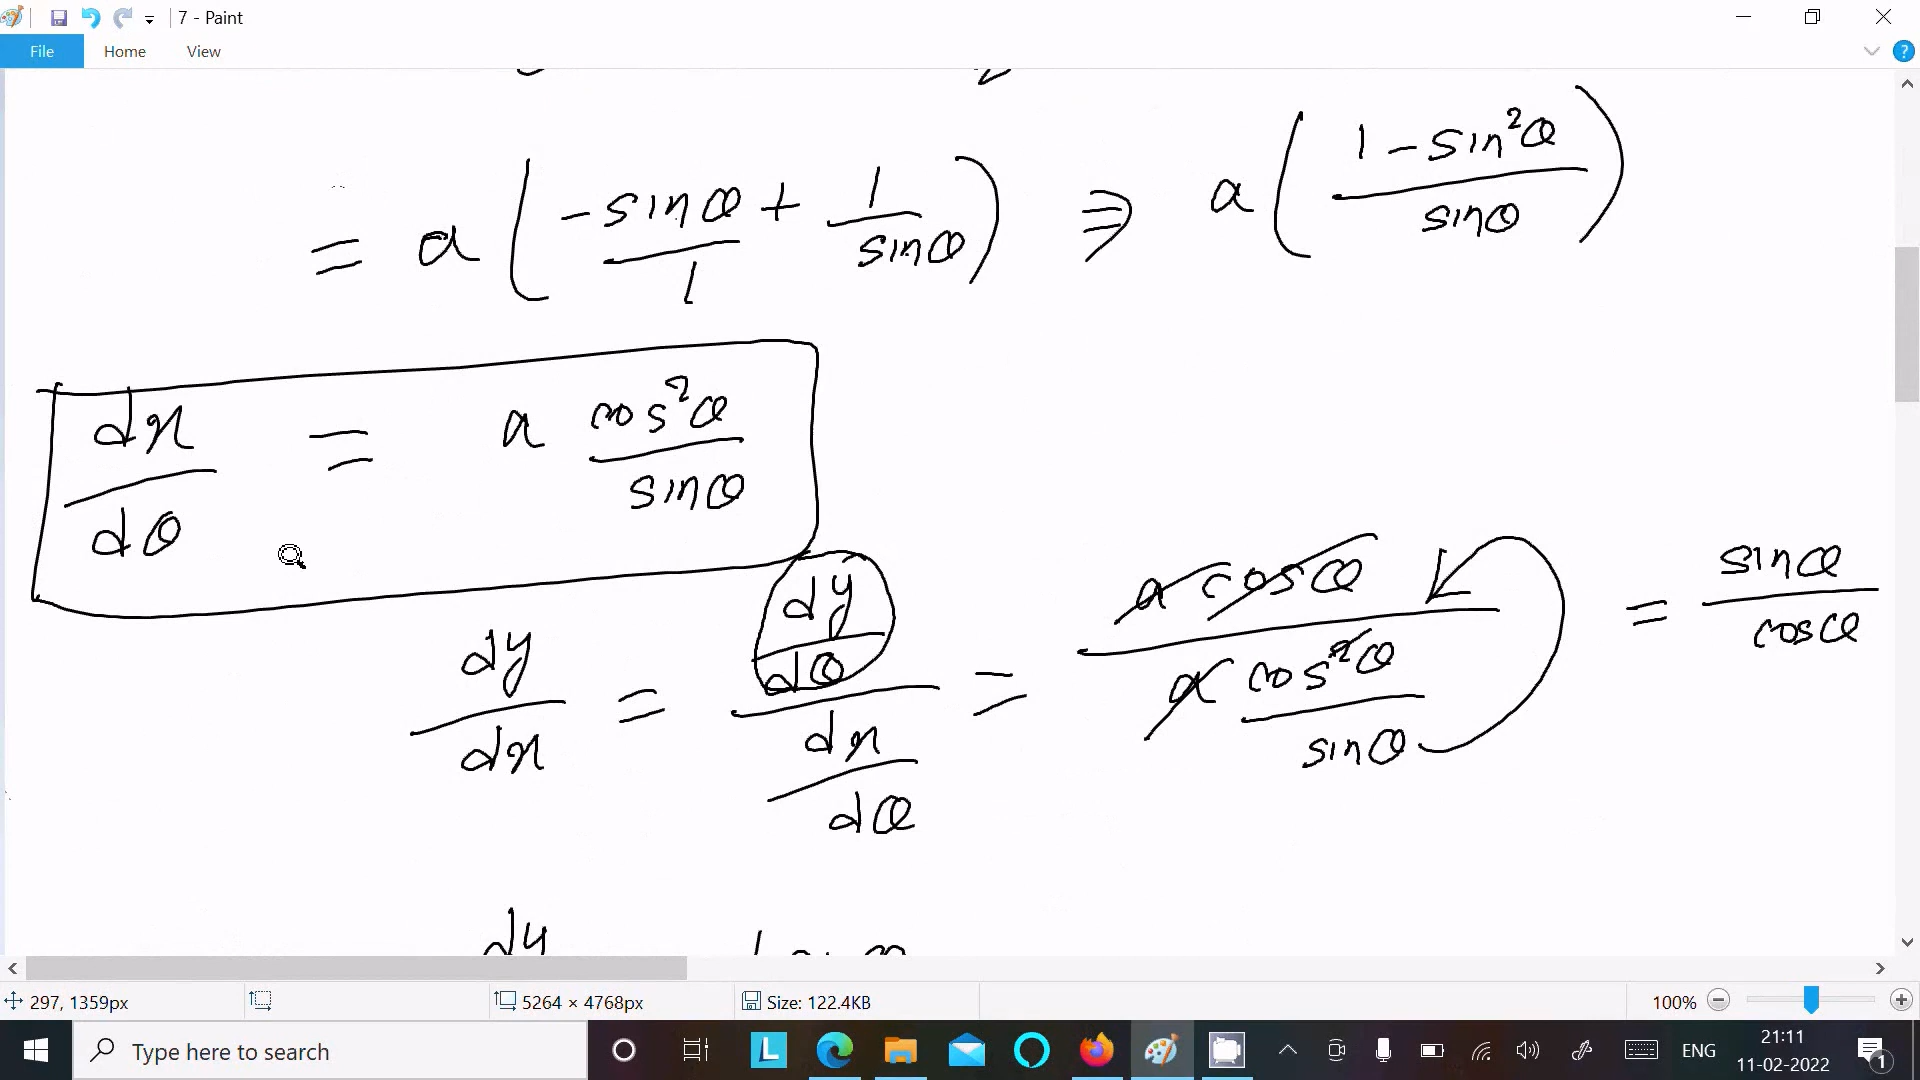 7 - Paint
File Home View
= a ( -sinθ/1 + 1/sinθ ) ⇒ a ( 1 - sin²θ / sinθ )
dx/dθ = a cos²θ/sinθ
dy/dx = dy/dθ / dx/dθ = a cosθ / a cos²θ/sinθ = sinθ/cosθ
dy
297, 1359px 5264 × 4768px Size: 122.4KB 100%
Type here to search L ENG 21:11
11-02-2022 1